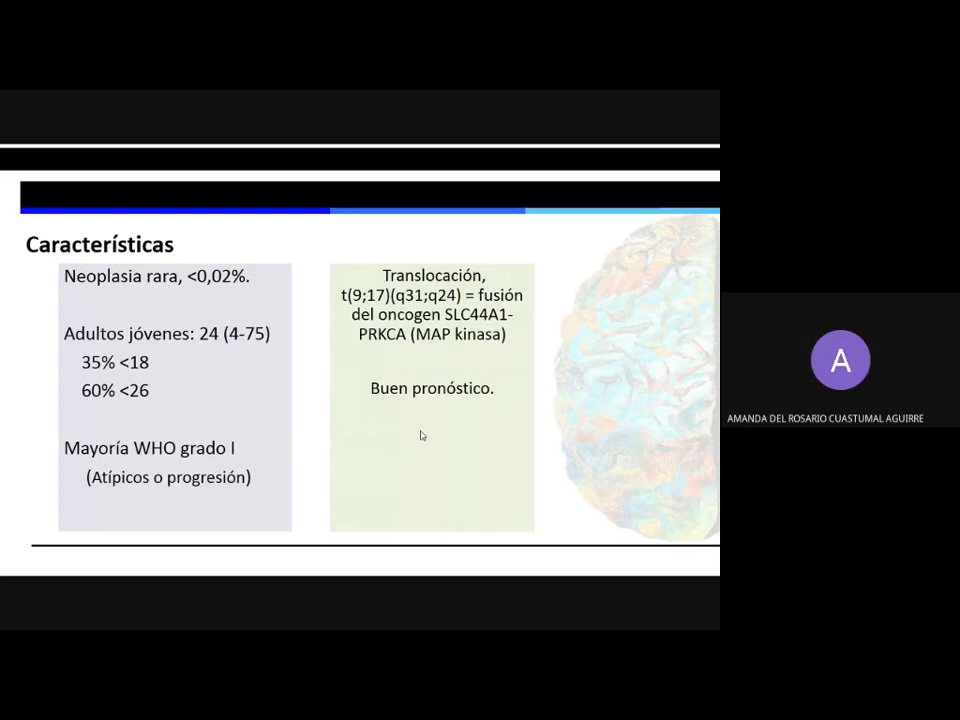 Características
Neoplasia rara, <0,02%.
Adultos jóvenes: 24 (4-75)
35% <18
60% <26
Mayoría WHO grado I
(Atípicos o progresión)
Translocación,
t(9;17)(q31;q24) = fusión
del oncogen SLC44A1-
PRKCA (MAP kinasa)
Buen pronóstico.
A
AMANDA DEL ROSARIO CUASTUMAL AGUIRRE